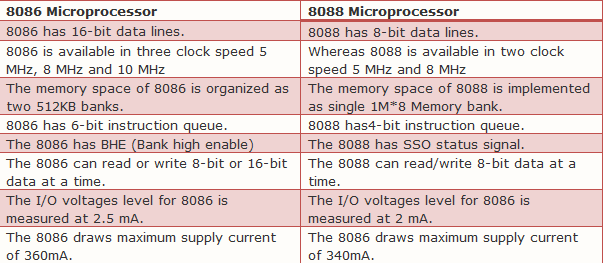 8086 Microprocessor
8088 Microprocessor
8086 has 16-bit data lines.
8088 has 8-bit data lines.
8086 is available in three clock speed 5
MHz, 8 MHz and 10 MHz
Whereas 8088 is available in two clock
speed 5 MHz and 8 MHz
The memory space of 8086 is organized as
two 512KB banks.
The memory space of 8088 is implemented
as single 1M*8 Memory bank.
8086 has 6-bit instruction queue.
8088 has4-bit instruction queue.
The 8086 has BHE (Bank high enable)
The 8088 has SSO status signal.
The 8086 can read or write 8-bit or 16-bit
data at a time.
The 8088 can read/write 8-bit data at a
time.
The I/O voltages level for 8086 is
measured at 2.5 mA.
The I/O voltages level for 8086 is
measured at 2 mA.
The 8086 draws maximum supply current
of 360mA.
The 8086 draws maximum supply current
of 340mA.